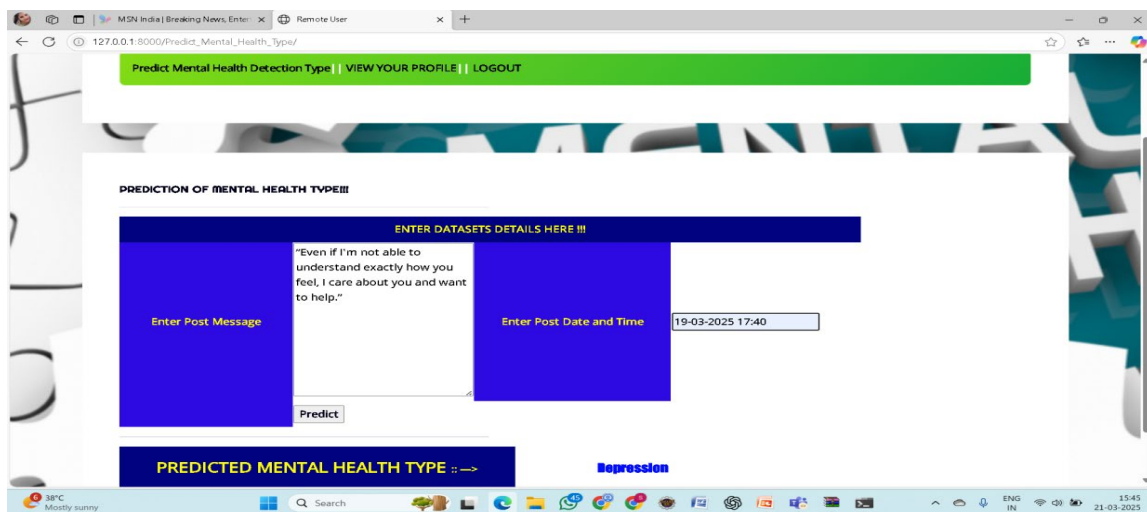 MSN India | Breaking News, Enter
Remote User
127.0.0.1:8000/Predict_Mental_Health_Type/
Predict Mental Health Detection Type | | VIEW YOUR PROFILE | | LOGOUT
MENTAL
PREDICTION OF MENTAL HEALTH TYPE!!!
ENTER DATASETS DETAILS HERE !!!
Enter Post Message
“Even if I'm not able to
understand exactly how you
feel, I care about you and want
to help.”
Enter Post Date and Time
19-03-2025 17:40
Predict
PREDICTED MENTAL HEALTH TYPE :: —>
Depression
38°C
Mostly sunny
Search
ENG
IN
15:45
21-03-2025